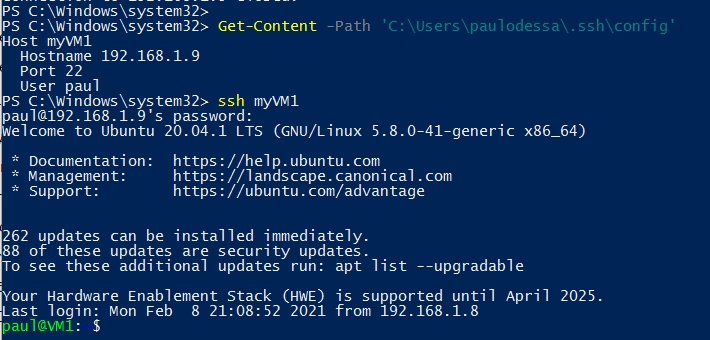 PS C:\Windows\system32>
PS C:\Windows\system32> Get-Content -Path 'C:\Users\paulodessa\.ssh\config'
Host myVM1
  Hostname 192.168.1.9
  Port 22
  User paul
PS C:\Windows\system32> ssh myVM1
paul@192.168.1.9's password:
Welcome to Ubuntu 20.04.1 LTS (GNU/Linux 5.8.0-41-generic x86_64)

 * Documentation:  https://help.ubuntu.com
 * Management:     https://landscape.canonical.com
 * Support:        https://ubuntu.com/advantage


262 updates can be installed immediately.
88 of these updates are security updates.
To see these additional updates run: apt list --upgradable

Your Hardware Enablement Stack (HWE) is supported until April 2025.
Last login: Mon Feb  8 21:08:52 2021 from 192.168.1.8
paul@VM1: $